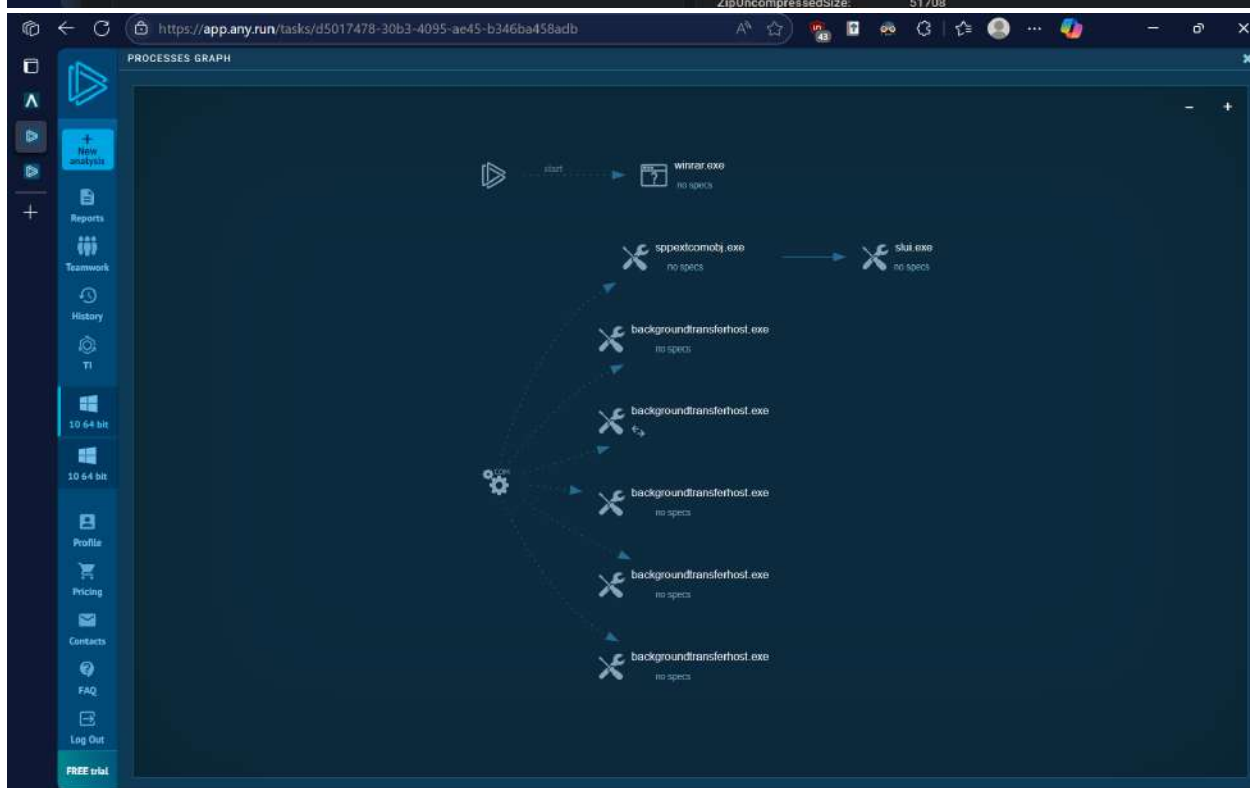 ZipUncompressedSize: 51708
https://app.any.run/tasks/d5017478-30b3-4095-ae45-b346ba458adb
43
PROCESSES GRAPH
- +
+
New
analysis
Reports
Teamwork
History
TI
10 64 bit
10 64 bit
Profile
Pricing
Contacts
FAQ
Log Out
FREE trial
start
winrar.exe
no specs
sppextcomobj.exe
no specs
slui.exe
no specs
backgroundtransferhost.exe
no specs
backgroundtransferhost.exe
COM
backgroundtransferhost.exe
no specs
backgroundtransferhost.exe
no specs
backgroundtransferhost.exe
no specs